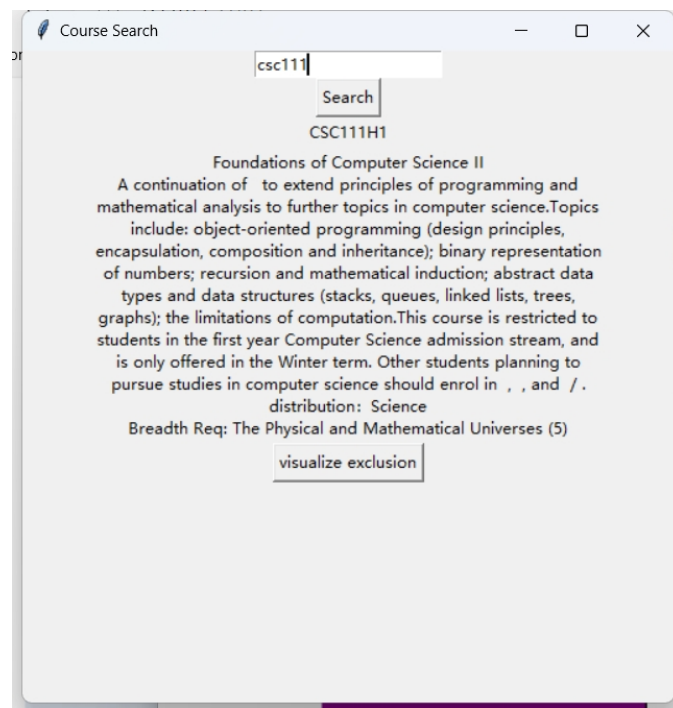 Course Search
csc111
Search
CSC111H1
Foundations of Computer Science II
A continuation of  to extend principles of programming and
mathematical analysis to further topics in computer science.Topics
include: object-oriented programming (design principles,
encapsulation, composition and inheritance); binary representation
of numbers; recursion and mathematical induction; abstract data
types and data structures (stacks, queues, linked lists, trees,
graphs); the limitations of computation.This course is restricted to
students in the first year Computer Science admission stream, and
is only offered in the Winter term. Other students planning to
pursue studies in computer science should enrol in , , and / .
distribution: Science
Breadth Req: The Physical and Mathematical Universes (5)
visualize exclusion